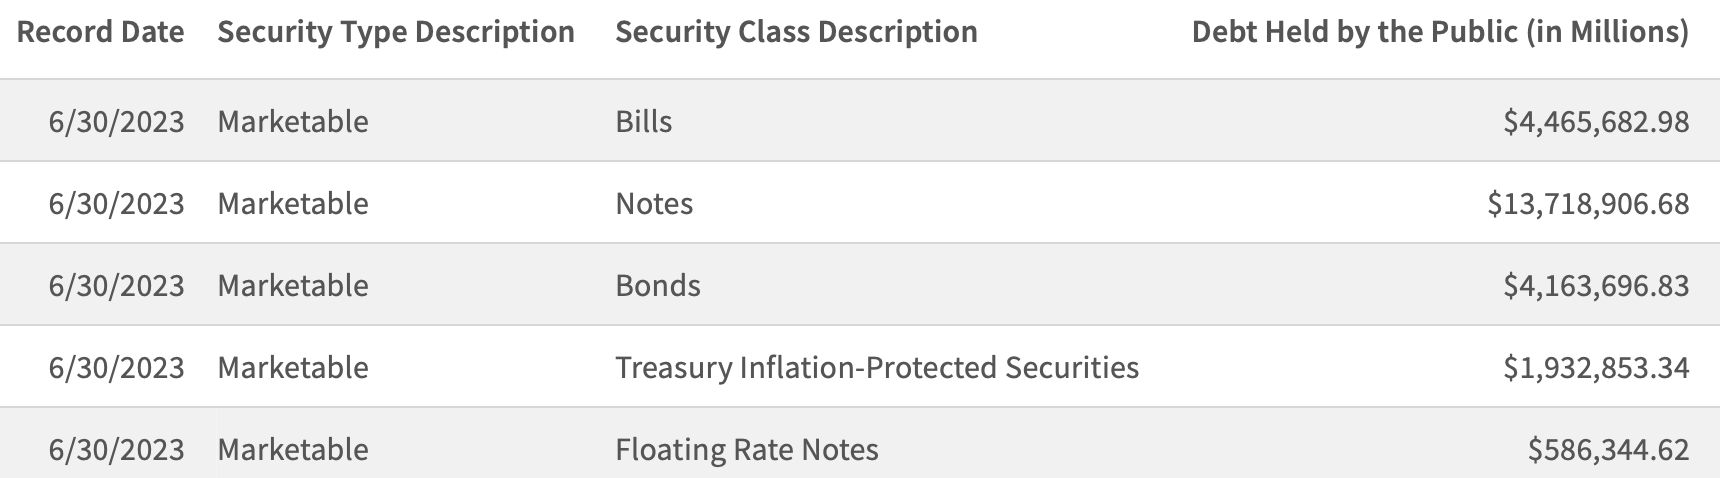 Record Date Security Type Description Security Class Description Debt Held by the Public (in Millions)
6/30/2023 Marketable Bills $4,465,682.98
6/30/2023 Marketable Notes $13,718,906.68
6/30/2023 Marketable Bonds $4,163,696.83
6/30/2023 Marketable Treasury Inflation-Protected Securities $1,932,853.34
6/30/2023 Marketable Floating Rate Notes $586,344.62